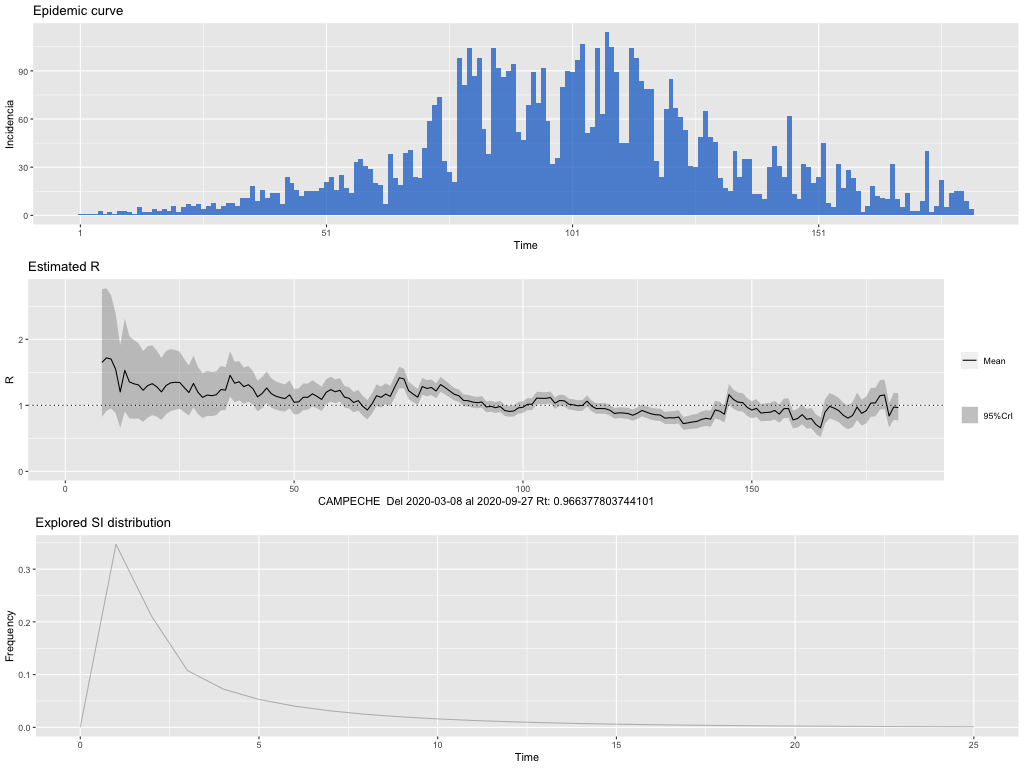 Epidemic curve
Incidencia
90
60
30
0
1 51 101 151
Time
Estimated R
R
2
1
0
0 50 100 150
CAMPECHE Del 2020-03-08 al 2020-09-27 Rt: 0.966377803744101
Mean
95%CrI
Explored SI distribution
Frequency
0.3
0.2
0.1
0.0
0 5 10 15 20 25
Time